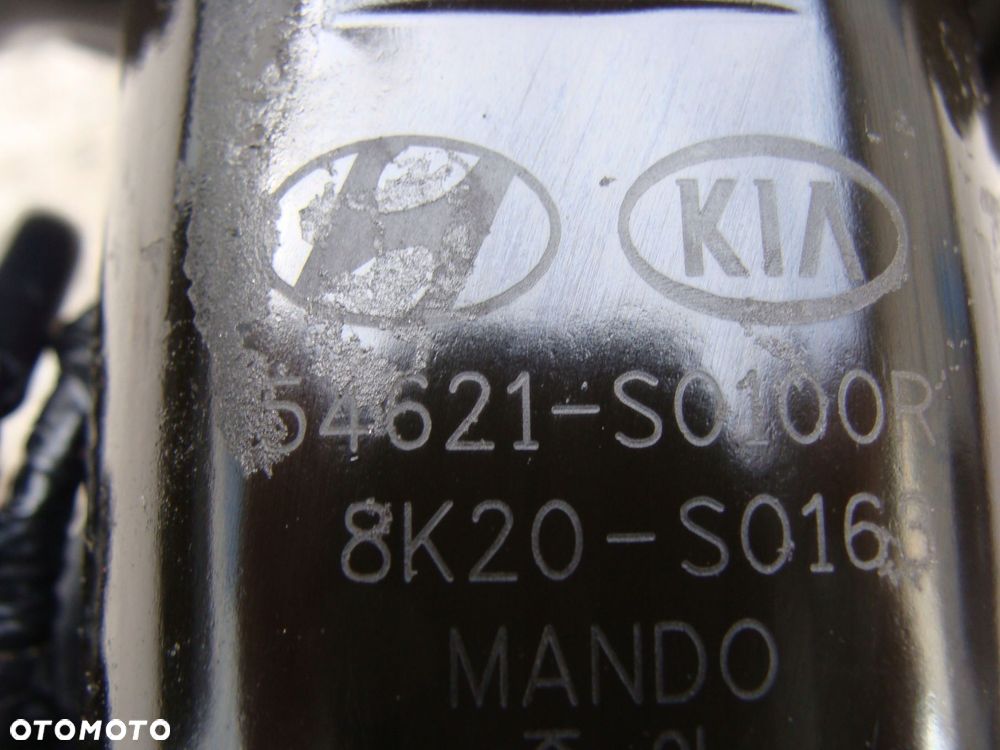 KIA
54621-S0100R
8K20-S016
MANDO
OTOMOTO